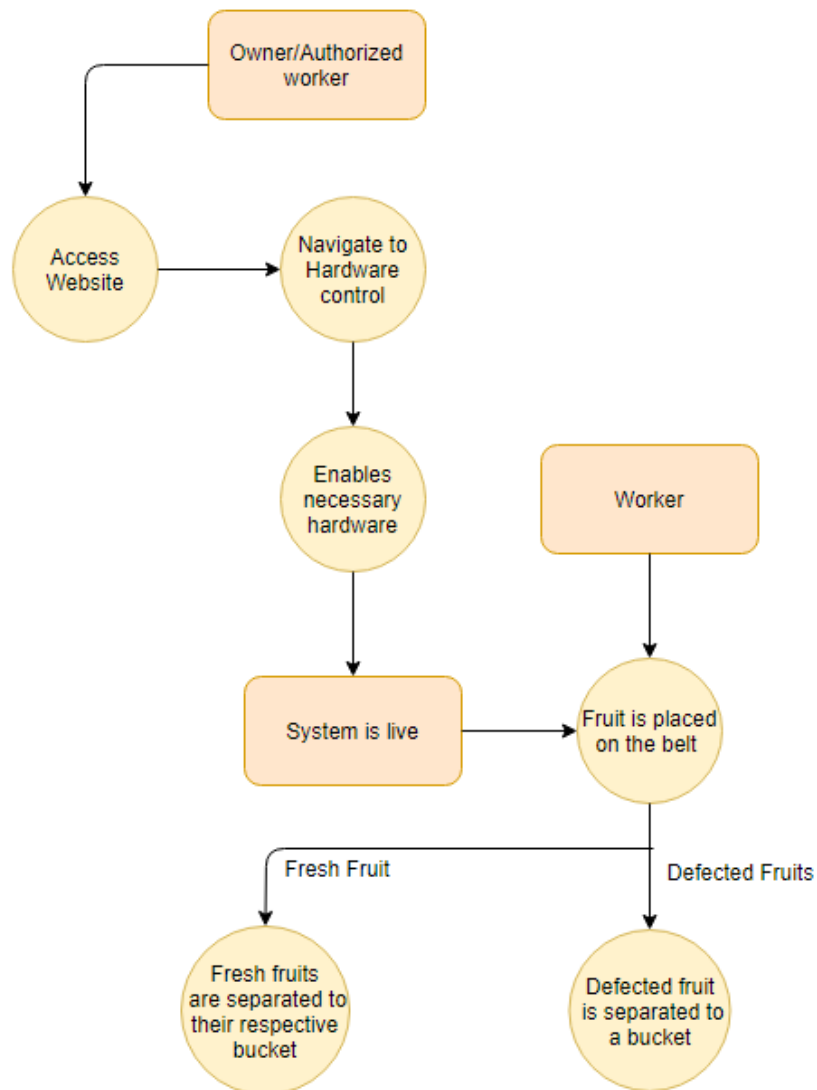 Owner/Authorized
worker
Access
Website
Navigate to
Hardware
control
Enables
necessary
hardware
Worker
System is live
Fruit is placed
on the belt
Fresh Fruit
Defected Fruits
Fresh fruits
are separated to
their respective
bucket
Defected fruit
is separated to
a bucket